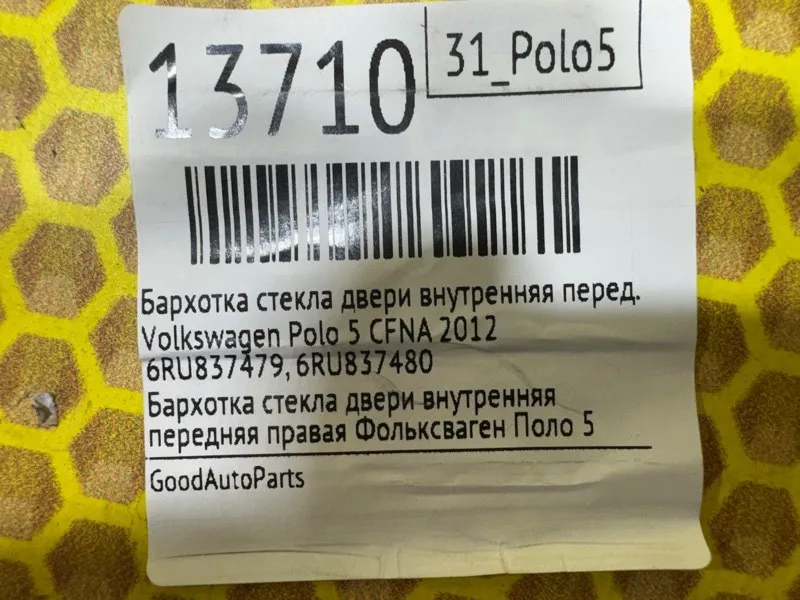 13710
31_Polo5
Бархотка стекла двери внутренняя перед.
Volkswagen Polo 5 CFNA 2012
6RU837479, 6RU837480
Бархотка стекла двери внутренняя
передняя правая Фольксваген Поло 5
GoodAutoParts